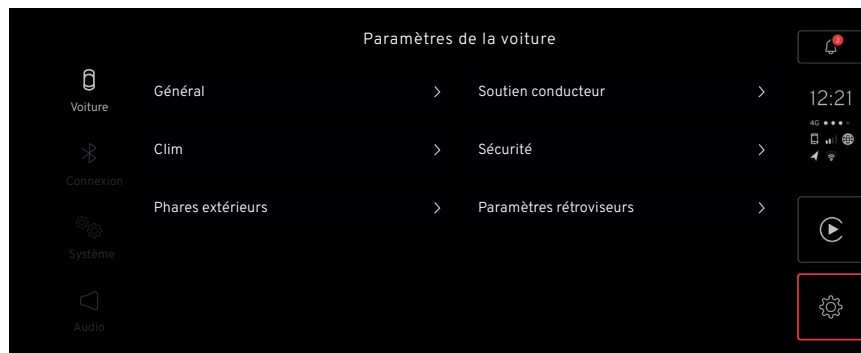 Paramètres de la voiture
3
Voiture
Général
Soutien conducteur
12:21
4G
Connexion
Clim
Sécurité
Système
Phares extérieurs
Paramètres rétroviseurs
Audio